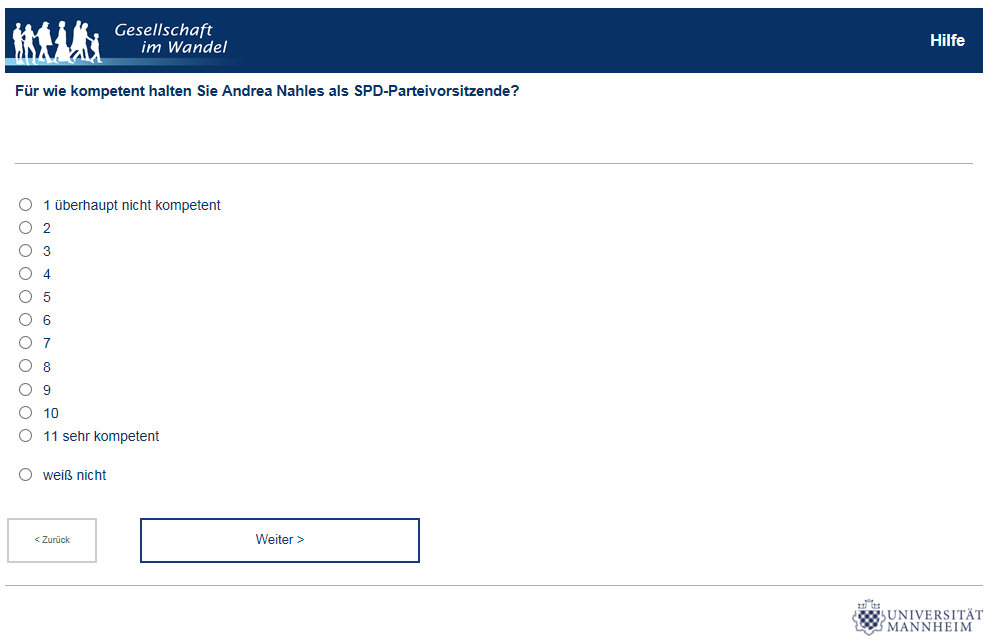 Gesellschaft
im Wandel
Hilfe
Für wie kompetent halten Sie Andrea Nahles als SPD-Parteivorsitzende?
1 überhaupt nicht kompetent
2
3
4
5
6
7
8
9
10
11 sehr kompetent
weiß nicht
< Zurück
Weiter >
UNIVERSITÄT
MANNHEIM